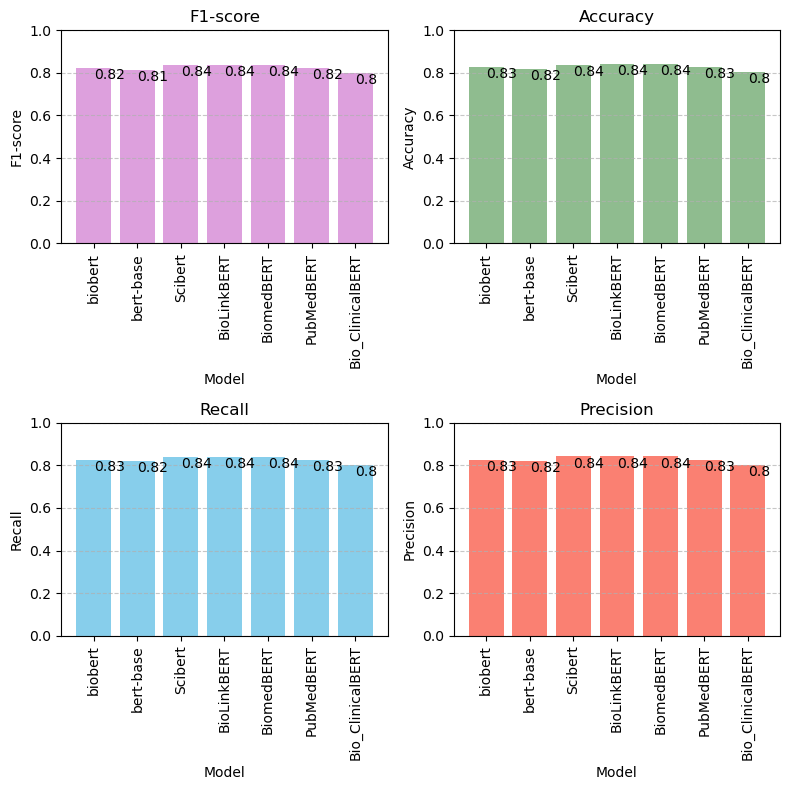 F1-score
1.0
0.8
0.6
0.4
0.2
0.0
F1-score
0.82
0.81
0.84
0.84
0.84
0.82
0.8
biobert
bert-base
Scibert
BioLinkBERT
BiomedBERT
PubMedBERT
Bio_ClinicalBERT
Model
Accuracy
1.0
0.8
0.6
0.4
0.2
0.0
Accuracy
0.83
0.82
0.84
0.84
0.84
0.83
0.8
biobert
bert-base
Scibert
BioLinkBERT
BiomedBERT
PubMedBERT
Bio_ClinicalBERT
Model
Recall
1.0
0.8
0.6
0.4
0.2
0.0
Recall
0.83
0.82
0.84
0.84
0.84
0.83
0.8
biobert
bert-base
Scibert
BioLinkBERT
BiomedBERT
PubMedBERT
Bio_ClinicalBERT
Model
Precision
1.0
0.8
0.6
0.4
0.2
0.0
Precision
0.83
0.82
0.84
0.84
0.84
0.83
0.8
biobert
bert-base
Scibert
BioLinkBERT
BiomedBERT
PubMedBERT
Bio_ClinicalBERT
Model